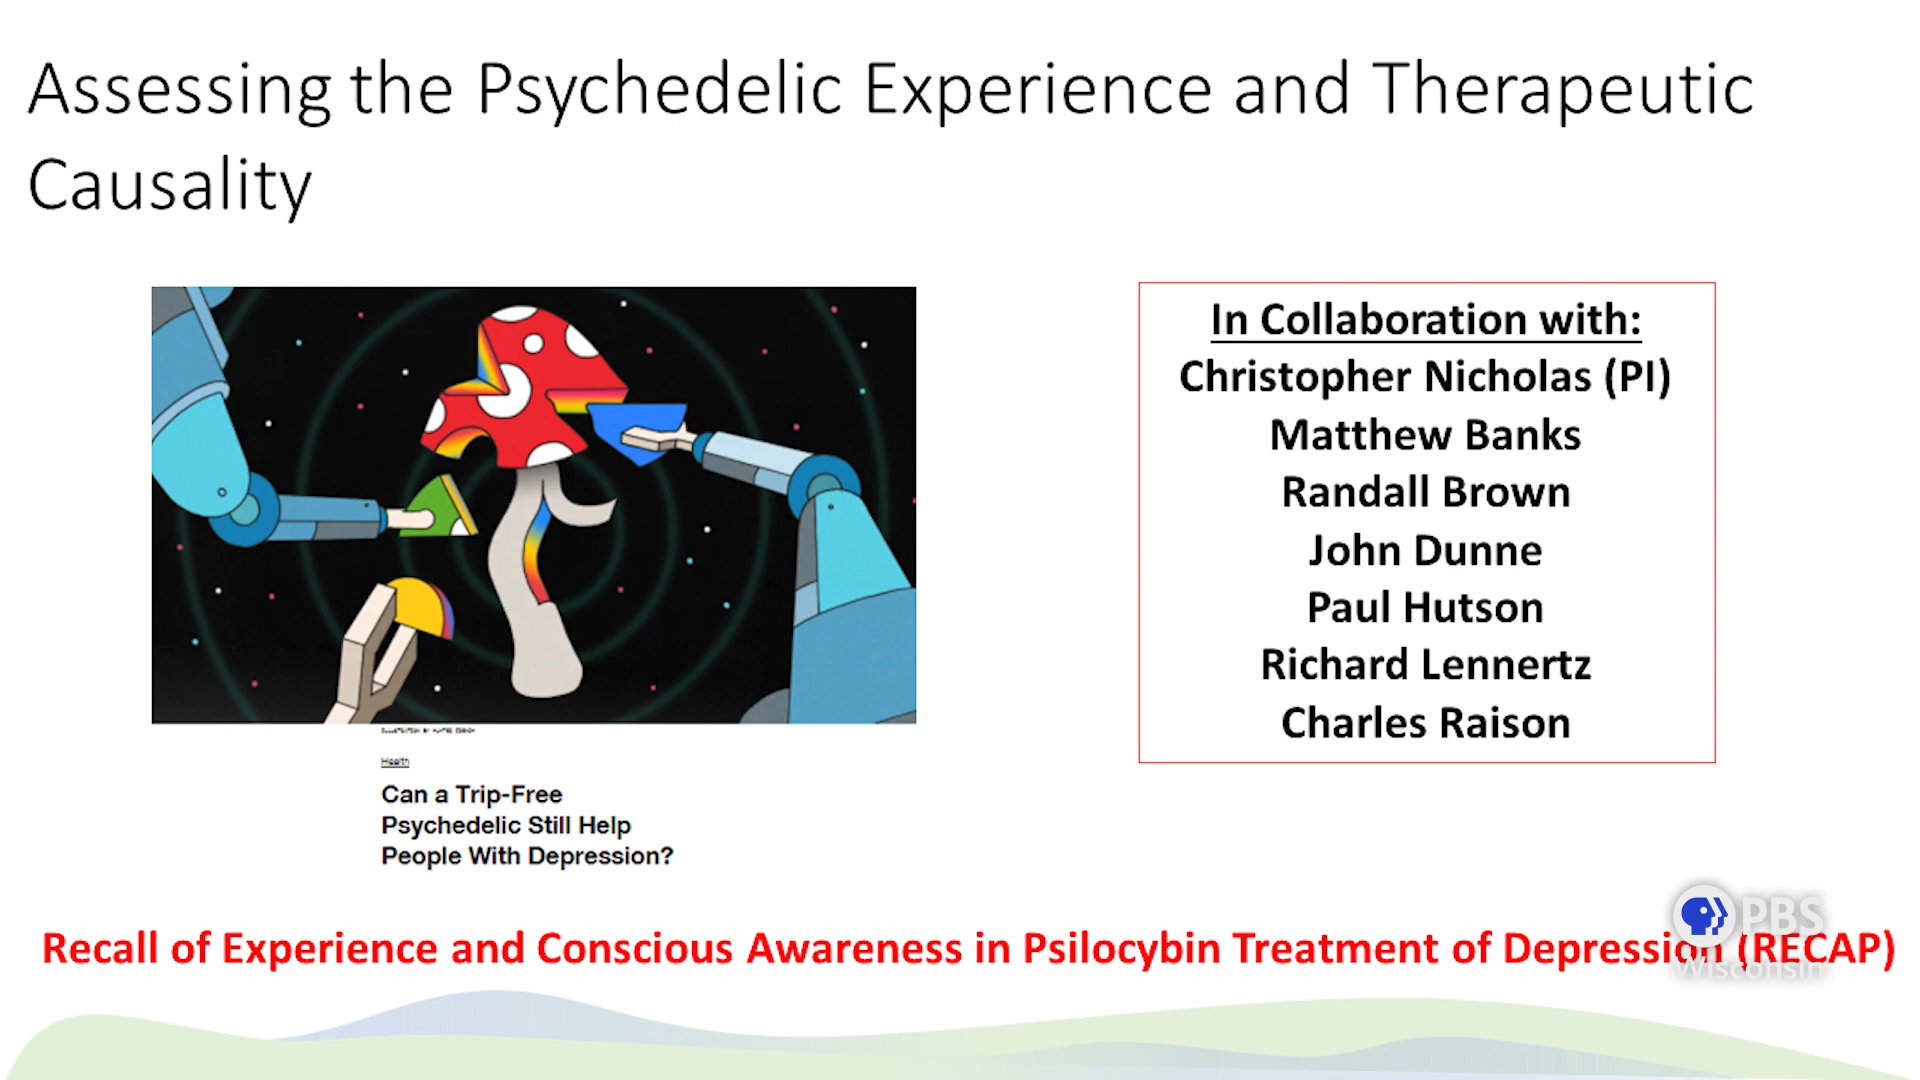 Assessing the Psychedelic Experience and Therapeutic
Causality
In Collaboration with:
Christopher Nicholas (PI)
Matthew Banks
Randall Brown
John Dunne
Paul Hutson
Richard Lennertz
Charles Raison
Health
Can a Trip-Free
Psychedelic Still Help
People With Depression?
Recall of Experience and Conscious Awareness in Psilocybin Treatment of Depression (RECAP)
PBS
Wisconsin